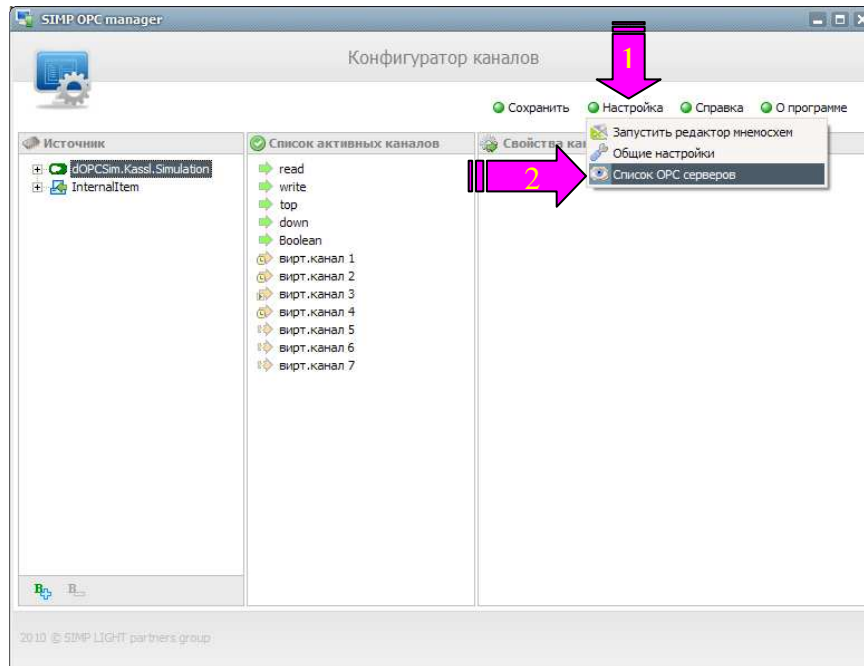 SIMP OPC manager
Конфигуратор каналов
1
Сохранить Настройка Справка О программе
Запустить редактор мнемосхем
Общие настройки
Список OPC серверов
Источник
dOPCSim.Kassl.Simulation
InternalItem
Список активных каналов
read
write
top
down
Boolean
вирт.канал 1
вирт.канал 2
вирт.канал 3
вирт.канал 4
вирт.канал 5
вирт.канал 6
вирт.канал 7
Свойства ка
2
B B
2010 © SIMP LIGHT partners group